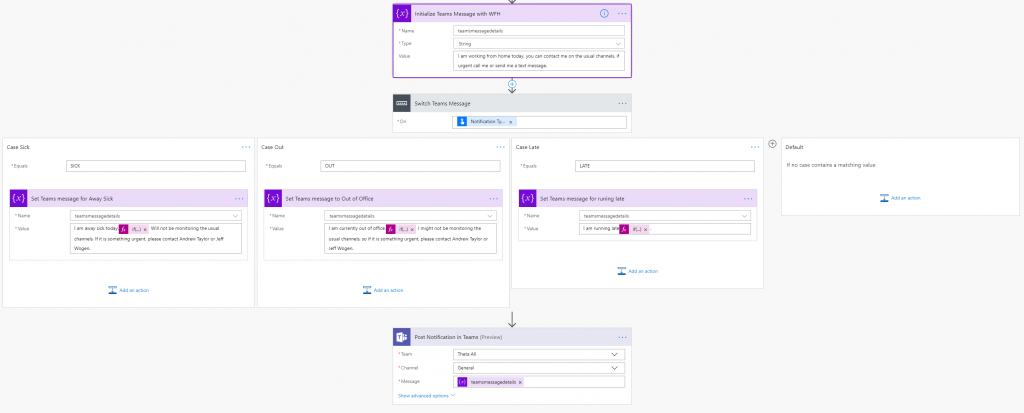 Initialize Teams Message with WFH
* Name
teamsmessagedetails
* Type
String
Value
I am working from home today, you can contact me on the usual channels, if
urgent call me or send me a text message.
Switch Teams Message
* On
Notification Ty...
Case Sick
* Equals
SICK
Set Teams message for Away Sick
* Name
teamsmessagedetails
* Value
I am away sick today if(...) Will not be monitoring the usual
channels. If it is something urgent, please contact Andrew Taylor or Jeff
Wogen.
Add an action
Case Out
* Equals
OUT
Set Teams message to Out of Office
* Name
teamsmessagedetails
* Value
I am currently out of office if(...) I might not be monitoring the
usual channels, so if it is something urgent, please contact Andrew Taylor or
Jeff Wogen.
Add an action
Case Late
* Equals
LATE
Set Teams message for runing late
* Name
teamsmessagedetails
* Value
I am running late if(...)
Add an action
Default
If no case contains a matching value
Add an action
Post Notification in Teams (Preview)
* Team
Theta All
* Channel
General
* Message
teamsmessagedetails
Show advanced options